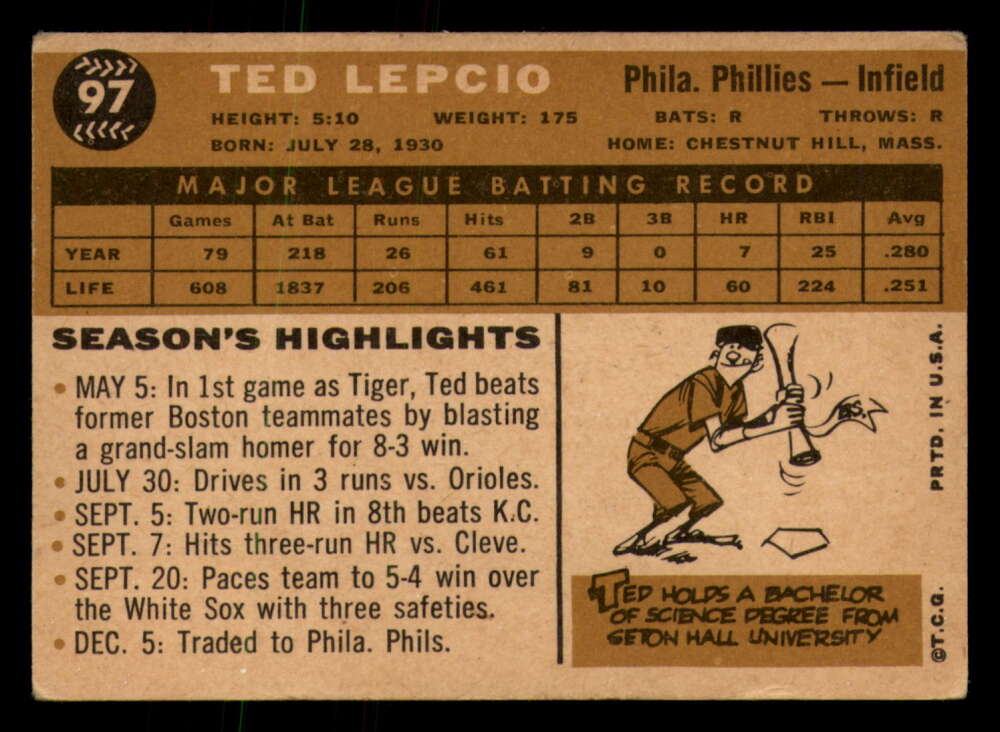 97
TED LEPCIO
Phila. Phillies — Infield
HEIGHT: 5:10 WEIGHT: 175 BATS: R THROWS: R
BORN: JULY 28, 1930 HOME: CHESTNUT HILL, MASS.
MAJOR LEAGUE BATTING RECORD
Games At Bat Runs Hits 2B 3B HR RBI Avg
YEAR 79 218 26 61 9 0 7 25 .280
LIFE 608 1837 206 461 81 10 60 224 .251
SEASON'S HIGHLIGHTS
• MAY 5: In 1st game as Tiger, Ted beats
former Boston teammates by blasting
a grand-slam homer for 8-3 win.
• JULY 30: Drives in 3 runs vs. Orioles.
• SEPT. 5: Two-run HR in 8th beats K.C.
• SEPT. 7: Hits three-run HR vs. Cleve.
• SEPT. 20: Paces team to 5-4 win over
the White Sox with three safeties.
• DEC. 5: Traded to Phila. Phils.
B.S.
TED HOLDS A BACHELOR
OF SCIENCE DEGREE FROM
SETON HALL UNIVERSITY
©T.C.G. PRTD. IN U.S.A.